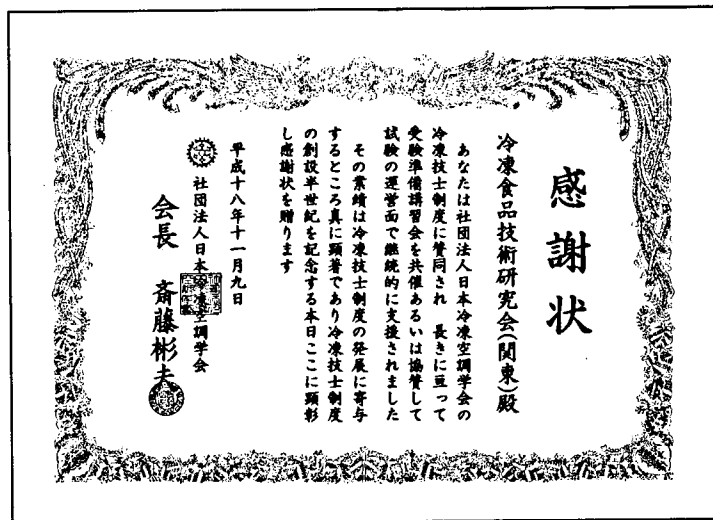 感謝状
冷凍食品技術研究会(関東)殿
あなたは社団法人日本冷凍空調学会の
冷凍技士制度に賛同され 長きに亘って
受験準備講習会を共催あるいは協賛して
試験の運営面で継続的に支援されました
その業績は冷凍技士制度の発展に寄与
するところ真に顕著であり冷凍技士制度
の創設半世紀を記念する本日ここに顕彰
し感謝状を贈ります
平成十八年十一月九日
社団法人日本冷凍空調学会
会長 斎藤彬夫